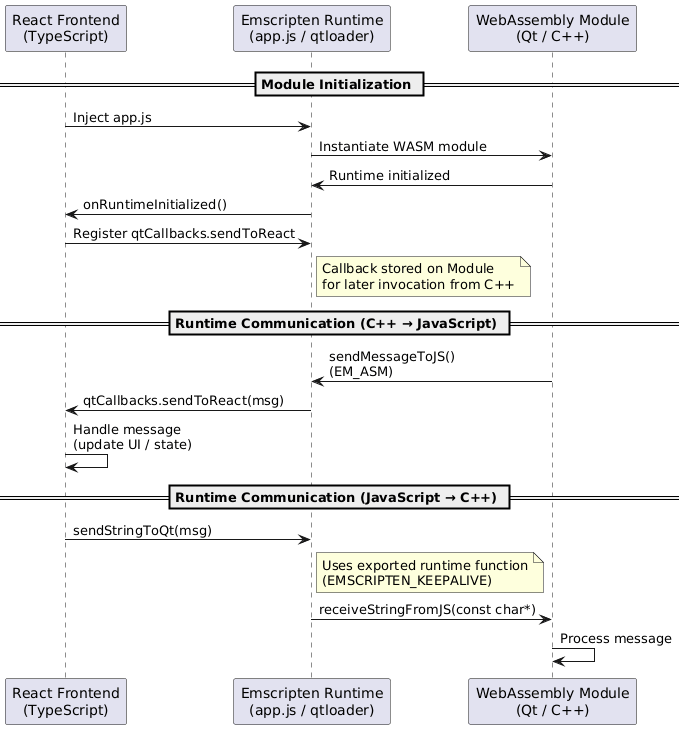 React Frontend
(TypeScript)
Emscripten Runtime
(app.js / qtloader)
WebAssembly Module
(Qt / C++)
Module Initialization
Inject app.js
Instantiate WASM module
Runtime initialized
onRuntimeInitialized()
Register qtCallbacks.sendToReact
Callback stored on Module
for later invocation from C++
Runtime Communication (C++ → JavaScript)
sendMessageToJS()
(EM_ASM)
qtCallbacks.sendToReact(msg)
Handle message
(update UI / state)
Runtime Communication (JavaScript → C++)
sendStringToQt(msg)
Uses exported runtime function
(EMSCRIPTEN_KEEPALIVE)
receiveStringFromJS(const char*)
Process message
React Frontend
(TypeScript)
Emscripten Runtime
(app.js / qtloader)
WebAssembly Module
(Qt / C++)